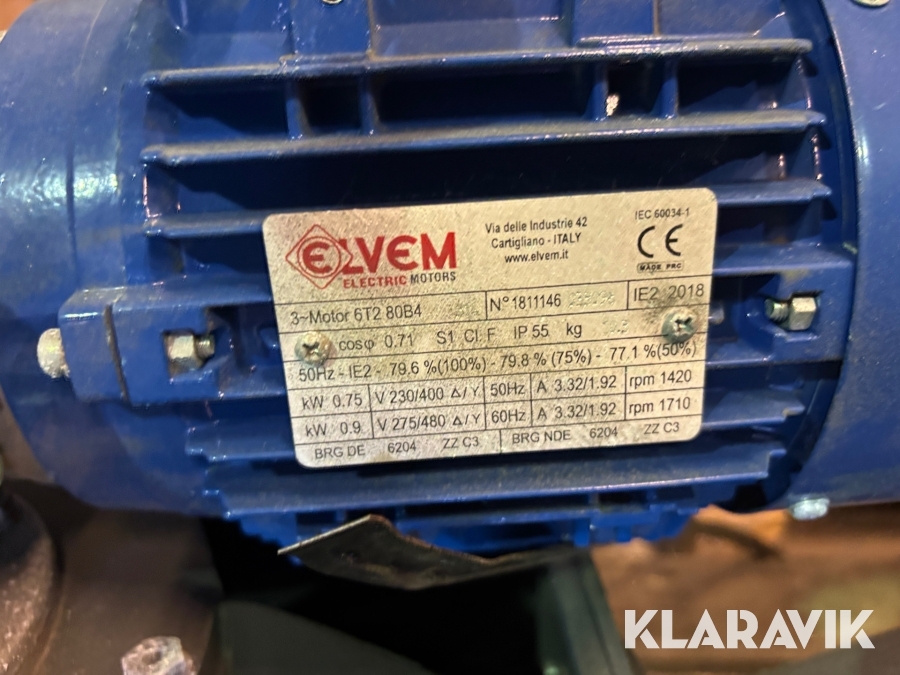 ELVEM
ELECTRIC MOTORS
Via delle Industrie 42
Cartigliano - ITALY
www.elvem.it
IEC 60034-1
CE
MADE PRC
3~Motor 6T2 80B4 N° 1811146 IE2 2018
cosφ 0.71 S1 Cl. F IP 55 kg
50Hz - IE2 - 79.6 %(100%) - 79.8 % (75%) - 77.1 %(50%)
kW 0.75 V 230/400 Δ/Y 50Hz A 3.32/1.92 rpm 1420
kW 0.9 V 275/480 Δ/Y 60Hz A 3.32/1.92 rpm 1710
BRG DE 6204 ZZ C3 BRG NDE 6204 ZZ C3
KLARAVIK